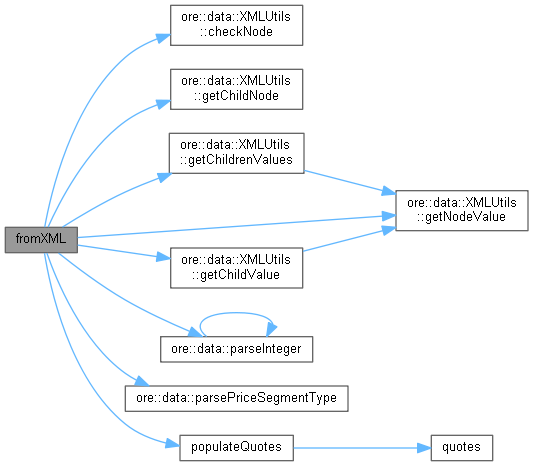 ore::data::XMLUtils
::checkNode
ore::data::XMLUtils
::getChildNode
ore::data::XMLUtils
::getChildrenValues
ore::data::XMLUtils
::getNodeValue
fromXML
ore::data::XMLUtils
::getChildValue
ore::data::parseInteger
ore::data::parsePriceSegmentType
populateQuotes
quotes